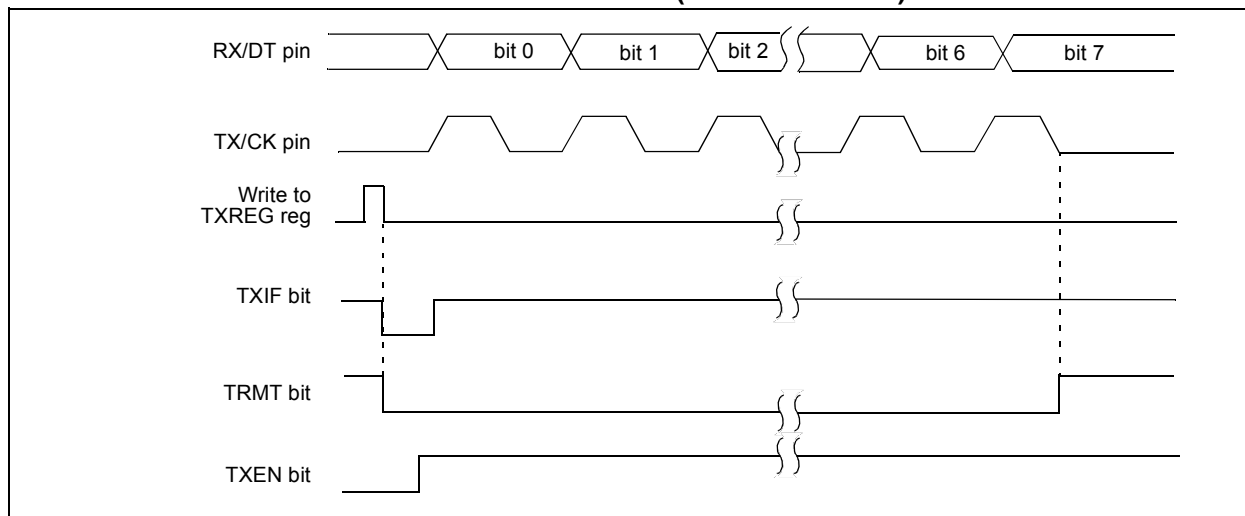 RX/DT pin
bit 0
bit 1
bit 2
bit 6
bit 7
TX/CK pin
Write to
TXREG reg
TXIF bit
TRMT bit
TXEN bit